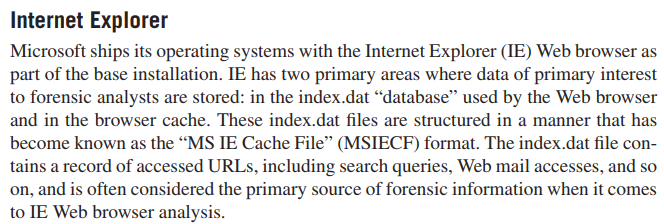 Internet Explorer
Microsoft ships its operating systems with the Internet Explorer (IE) Web browser as
part of the base installation. IE has two primary areas where data of primary interest
to forensic analysts are stored: in the index.dat “database” used by the Web browser
and in the browser cache. These index.dat files are structured in a manner that has
become known as the “MS IE Cache File” (MSIECF) format. The index.dat file con-
tains a record of accessed URLs, including search queries, Web mail accesses, and so
on, and is often considered the primary source of forensic information when it comes
to IE Web browser analysis.